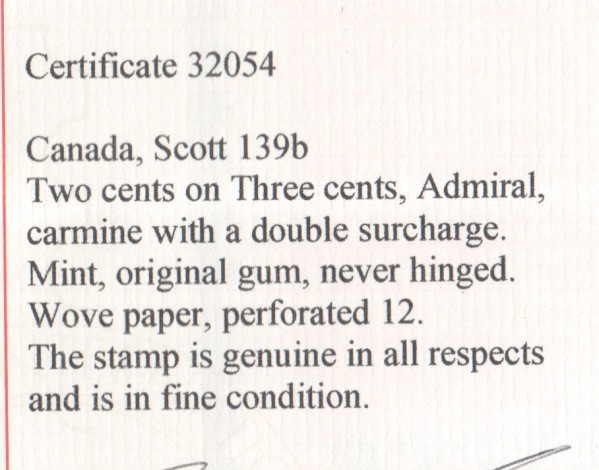 Certificate 32054
Canada, Scott 139b
Two cents on Three cents, Admiral,
carmine with a double surcharge.
Mint, original gum, never hinged.
Wove paper, perforated 12.
The stamp is genuine in all respects
and is in fine condition.